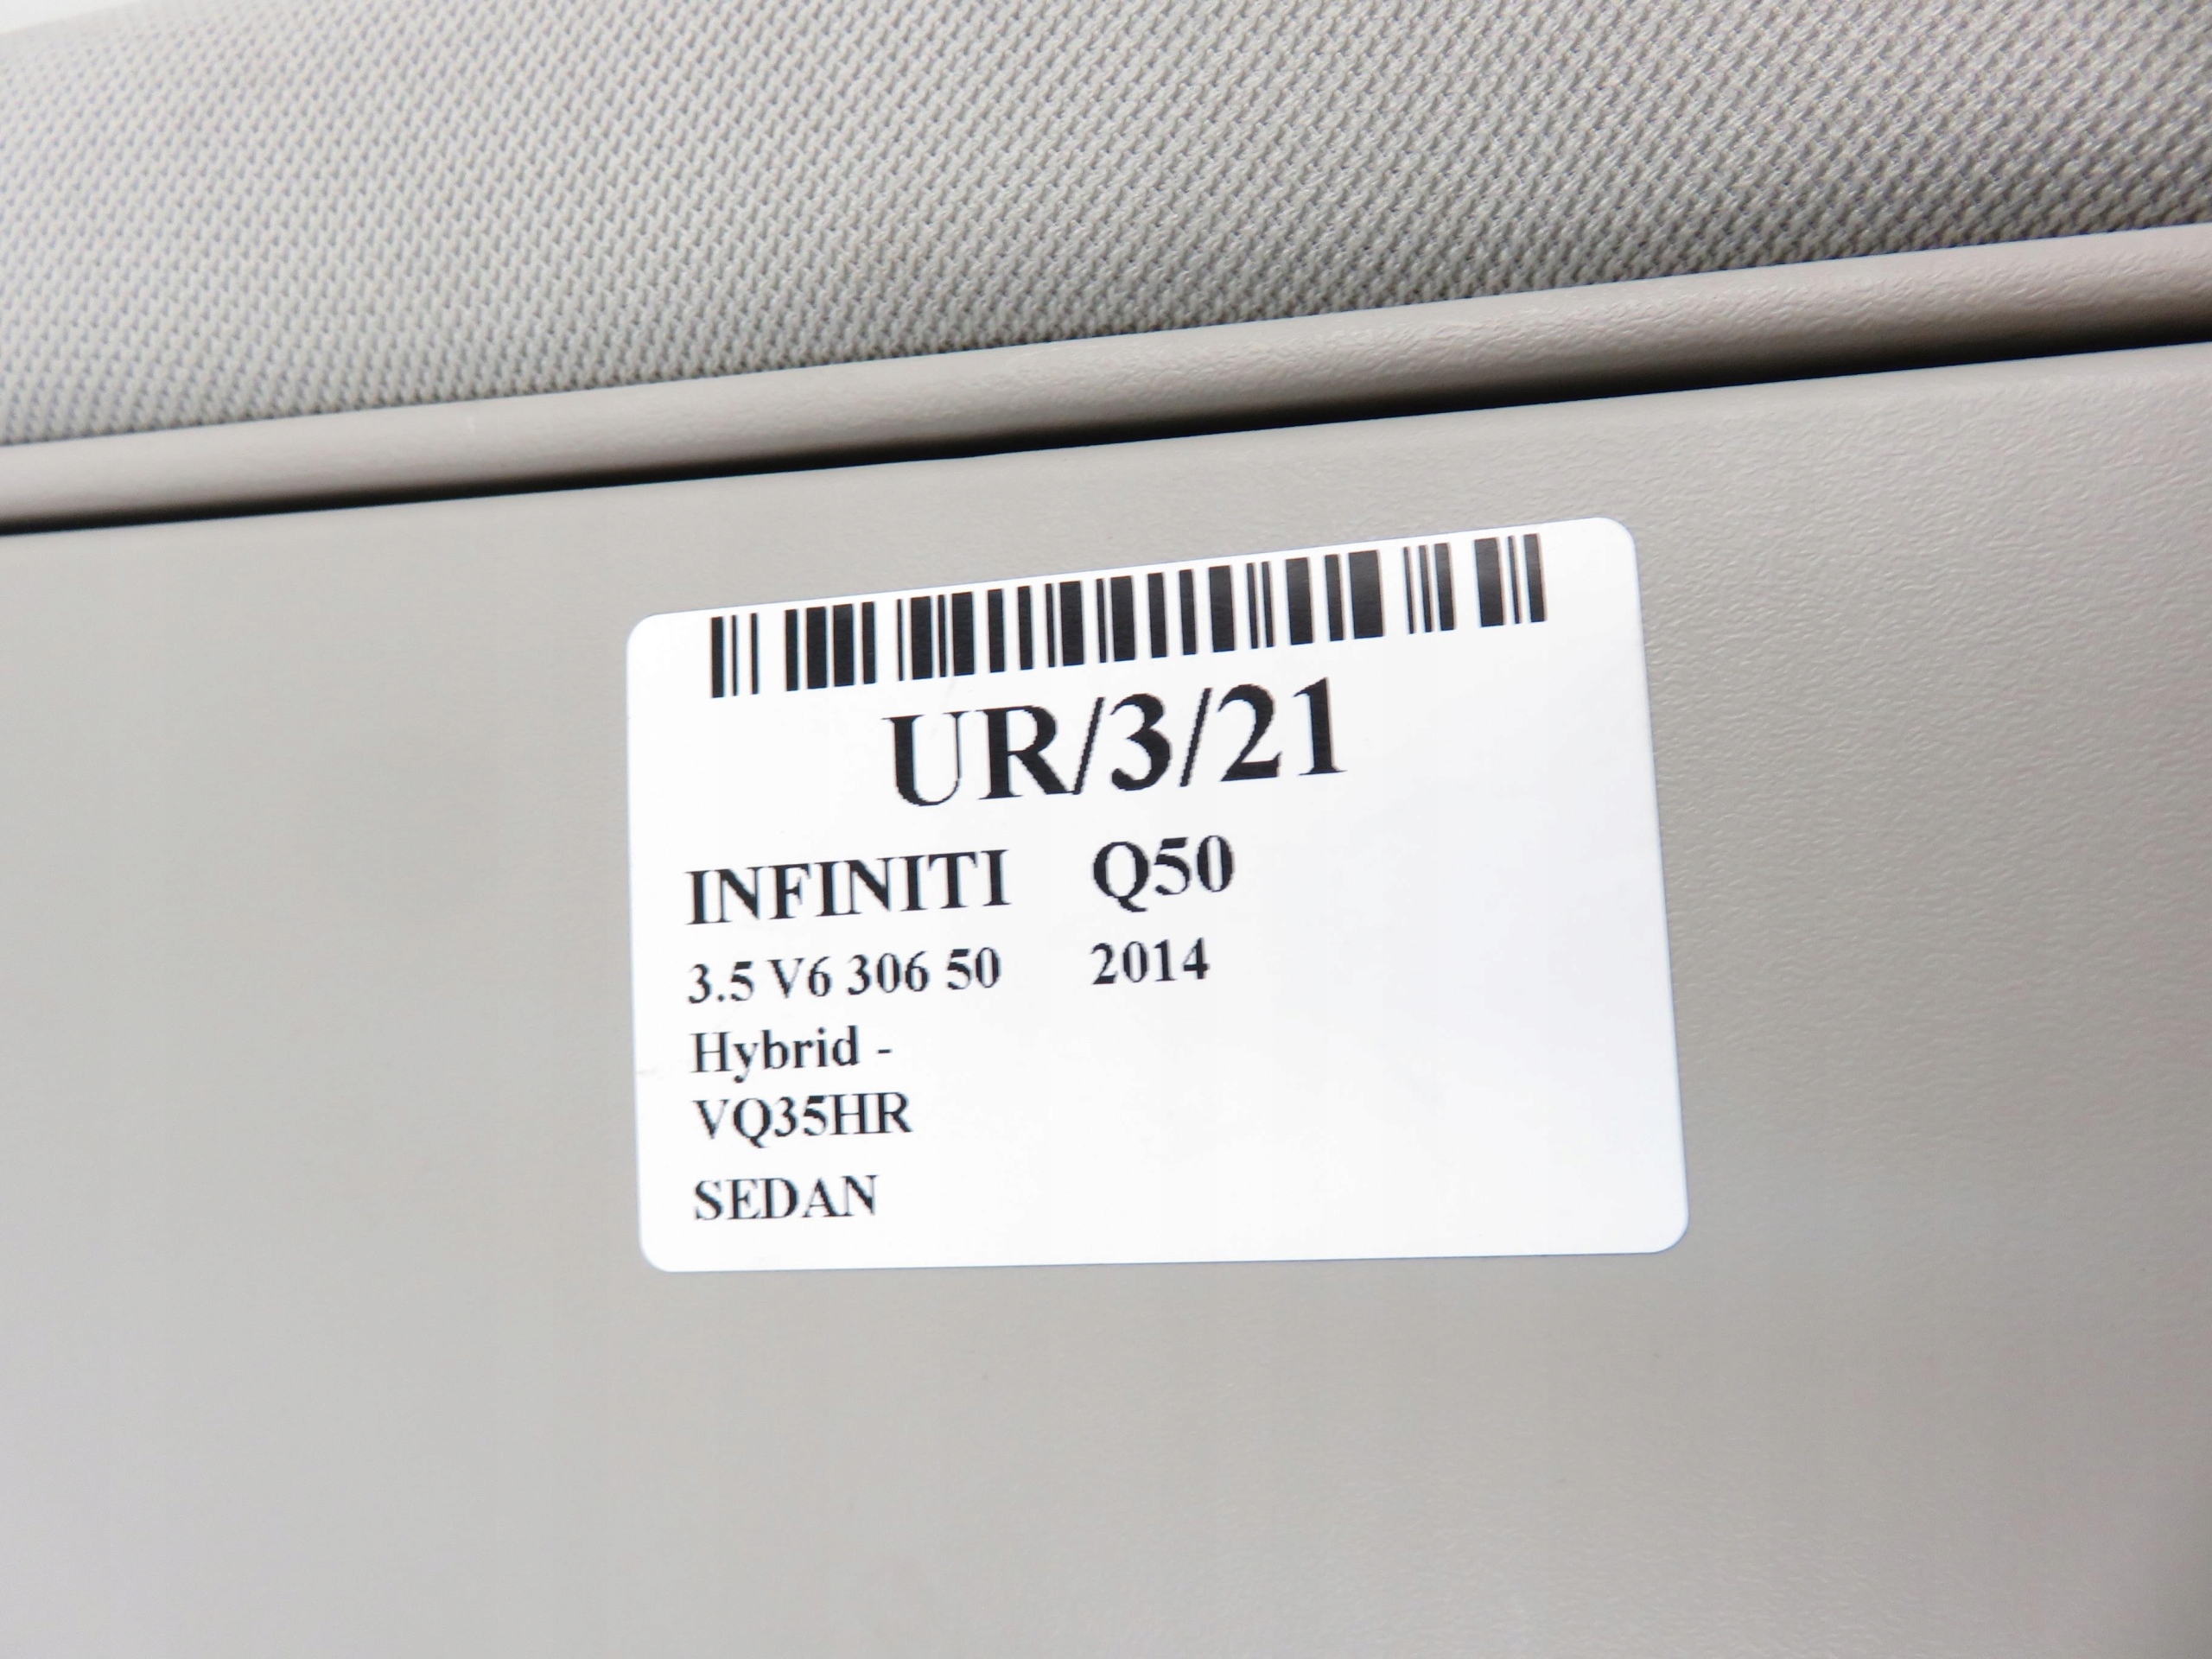 UR/3/21
INFINITI Q50
3.5 V6 306 50 2014
Hybrid -
VQ35HR
SEDAN